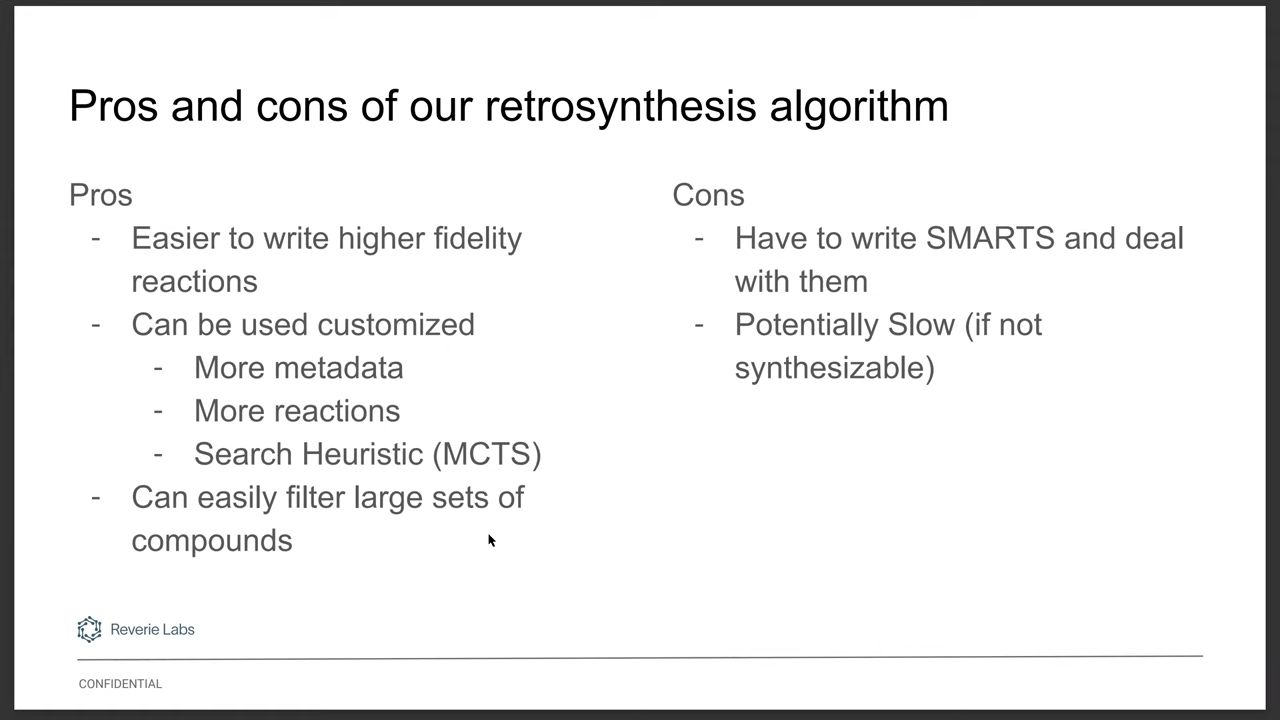 Pros and cons of our retrosynthesis algorithm
Pros
- Easier to write higher fidelity
reactions
- Can be used customized
- More metadata
- More reactions
- Search Heuristic (MCTS)
- Can easily filter large sets of
compounds
Cons
- Have to write SMARTS and deal
with them
- Potentially Slow (if not
synthesizable)
Reverie Labs
CONFIDENTIAL